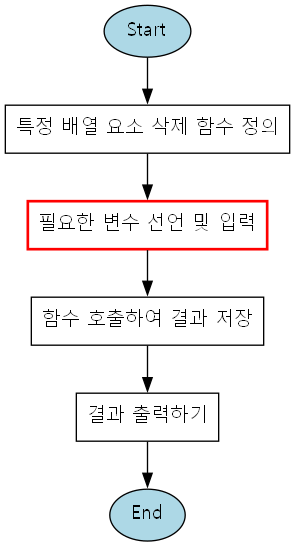 Start
특정 배열 요소 삭제 함수 정의
필요한 변수 선언 및 입력
함수 호출하여 결과 저장
결과 출력하기
End